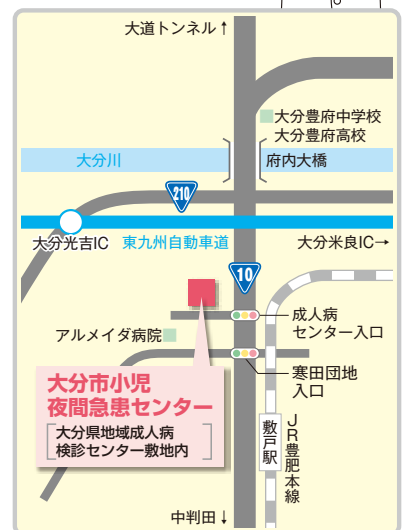 大道トンネル↑
大分豊府中学校
大分豊府高校
大分川
府内大橋
210
大分光吉IC
東九州自動車道
大分米良IC→
10
成人病
センター入口
アルメイダ病院
寒田団地
入口
大分市小児
夜間急患センター
大分県地域成人病
検診センター敷地内
敷戸駅
JR豊肥本線
中判田↓